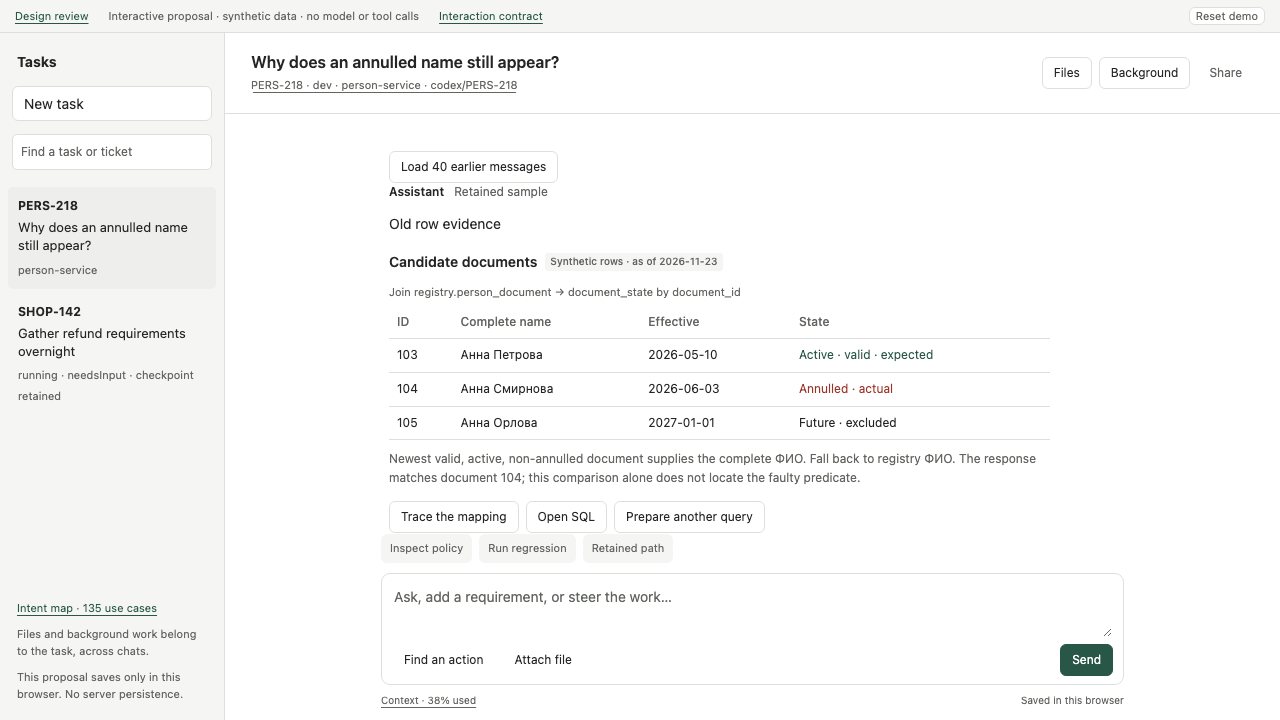 Design review Interactive proposal · synthetic data · no model or tool calls Interaction contract Reset demo
Tasks
New task
Find a task or ticket
PERS-218
Why does an annulled name
still appear?
person-service
SHOP-142
Gather refund requirements
overnight
running · needsInput · checkpoint
retained
Intent map · 135 use cases
Files and background work belong
to the task, across chats.
This proposal saves only in this
browser. No server persistence.
Why does an annulled name still appear?
PERS-218 · dev · person-service · codex/PERS-218
Files Background Share
Load 40 earlier messages
Assistant Retained sample
Old row evidence
Candidate documents Synthetic rows · as of 2026-11-23
Join registry.person_document → document_state by document_id
ID Complete name Effective State
103 Анна Петрова 2026-05-10 Active · valid · expected
104 Анна Смирнова 2026-06-03 Annulled · actual
105 Анна Орлова 2027-01-01 Future · excluded
Newest valid, active, non-annulled document supplies the complete ФИО. Fall back to registry ФИО. The response
matches document 104; this comparison alone does not locate the faulty predicate.
Trace the mapping Open SQL Prepare another query
Inspect policy Run regression Retained path
Ask, add a requirement, or steer the work...
Find an action Attach file Send
Context · 38% used Saved in this browser